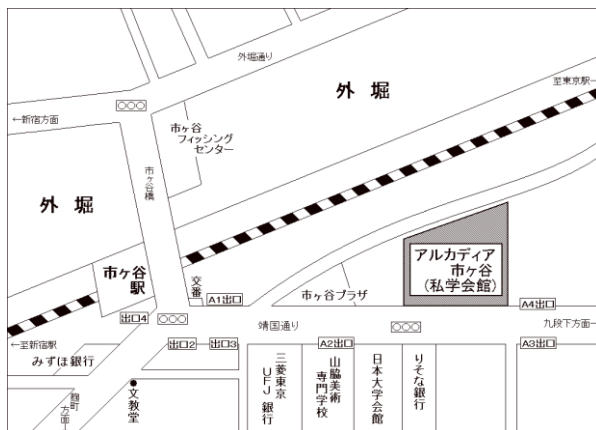 外堀通り
外 堀
至東京駅→
←新宿方面
市ヶ谷
フィッシング
センター
市ヶ谷橋
外 堀
アルカディア
市ヶ谷
(私学会館)
市ヶ谷
駅
交番
A1出口
市ヶ谷プラザ
A4出口
出口4
靖国通り
九段下方面→
←至新宿駅
出口2
出口3
A2出口
A3出口
みずほ銀行
麹町
方面
文教堂
三菱東京
UFJ 銀行
山脇美術
専門学校
日本大学会館
りそな銀行